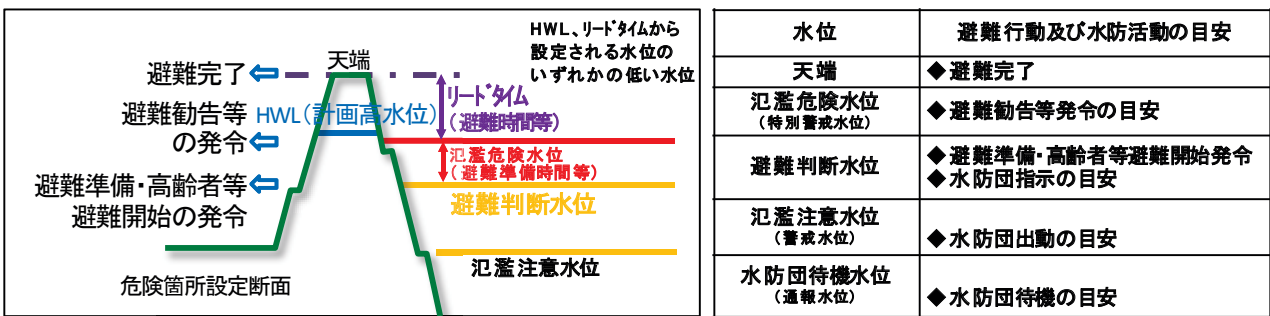 HWL、リードタイムから
設定される水位の
いずれかの低い水位
天端
避難完了
リードタイム
(避難時間等)
避難勧告等
の発令
HWL(計画高水位)
氾濫危険水位
(避難準備時間等)
避難準備・高齢者等
避難開始の発令
避難判断水位
氾濫注意水位
危険箇所設定断面
水位 避難行動及び水防活動の目安
天端 ◆避難完了
氾濫危険水位
(特別警戒水位)
◆避難勧告等発令の目安
避難判断水位
◆避難準備・高齢者等避難開始発令
◆水防団指示の目安
氾濫注意水位
(警戒水位)
◆水防団出動の目安
水防団待機水位
(通報水位)
◆水防団待機の目安